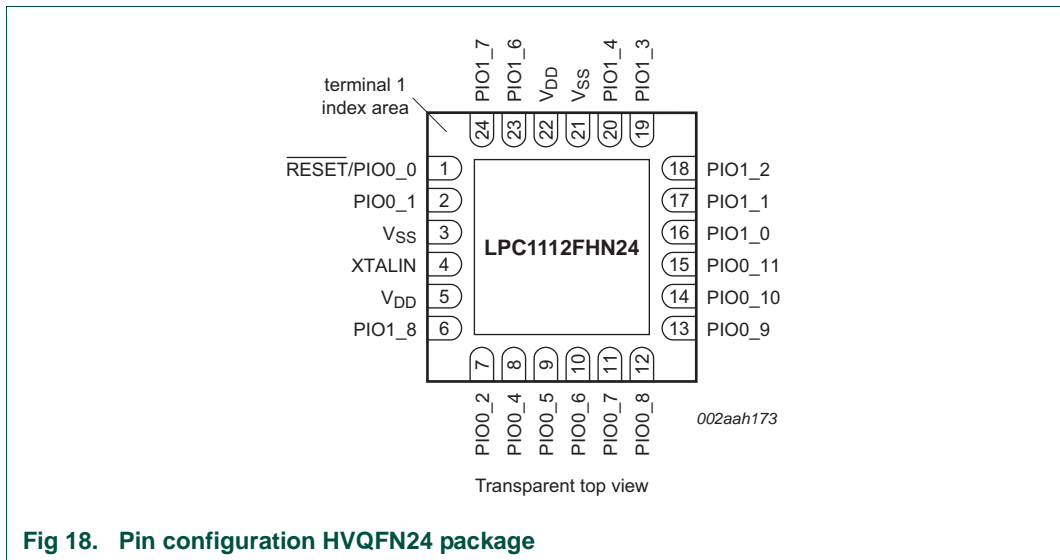 PIO1_7
PIO1_6
VDD
VSS
PIO1_4
PIO1_3
terminal 1
index area
24
23
22
21
20
19
RESET/PIO0_0 1
PIO0_1 2
VSS 3
XTALIN 4
VDD 5
PIO1_8 6
LPC1112FHN24
18 PIO1_2
17 PIO1_1
16 PIO1_0
15 PIO0_11
14 PIO0_10
13 PIO0_9
7
8
9
10
11
12
PIO0_2
PIO0_4
PIO0_5
PIO0_6
PIO0_7
PIO0_8
002aah173
Transparent top view
Fig 18. Pin configuration HVQFN24 package